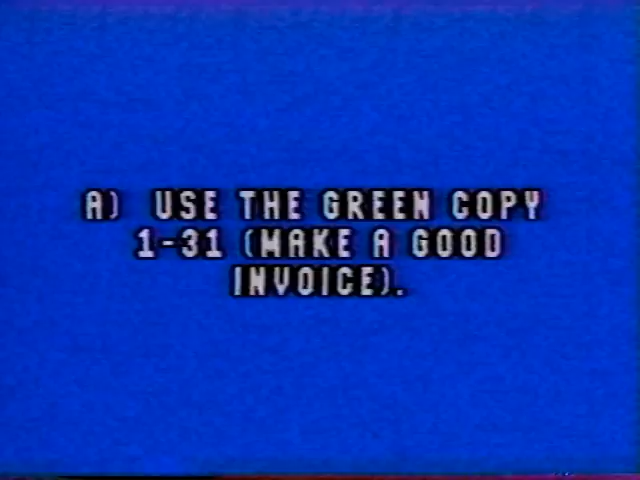 A) USE THE GREEN COPY
1-31 (MAKE A GOOD
INVOICE).